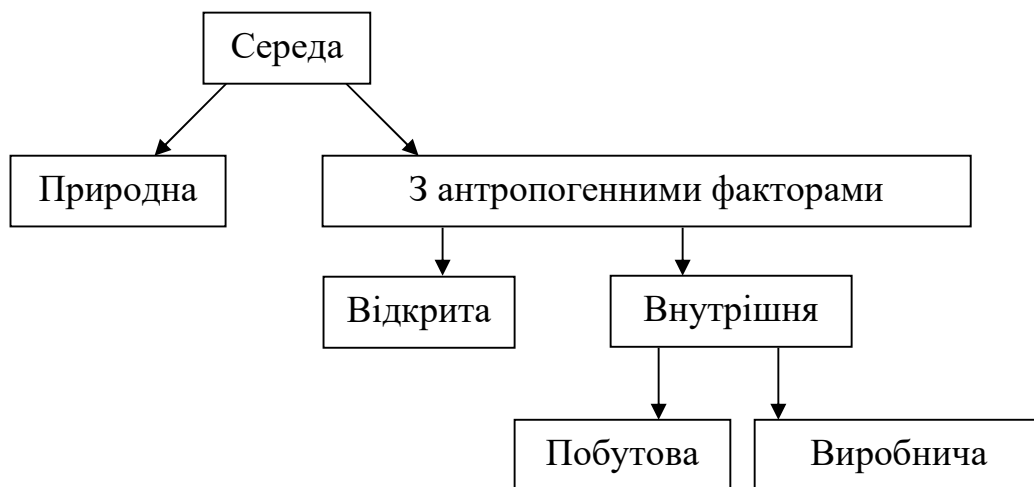 Середа
Природна
З антропогенними факторами
Відкрита
Внутрішня
Побутова
Виробнича